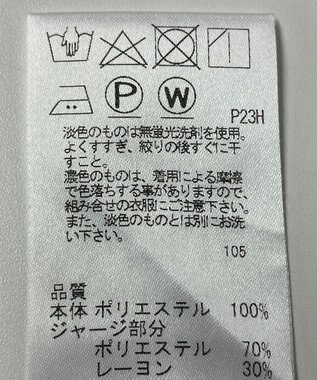 P
W
P23H
淡色のものは無蛍光洗剤を使用。
よくすすぎ、絞りの後すぐに干
すこと。
濃色のものは、着用による摩擦
で色落ちする事がありますので、
組み合せの衣服にご注意下さい。
また、淡色のものとは別にお洗
い下さい。
105
品質
本体 ポリエステル 100%
ジャージ部分
ポリエステル 70%
レーヨン 30%